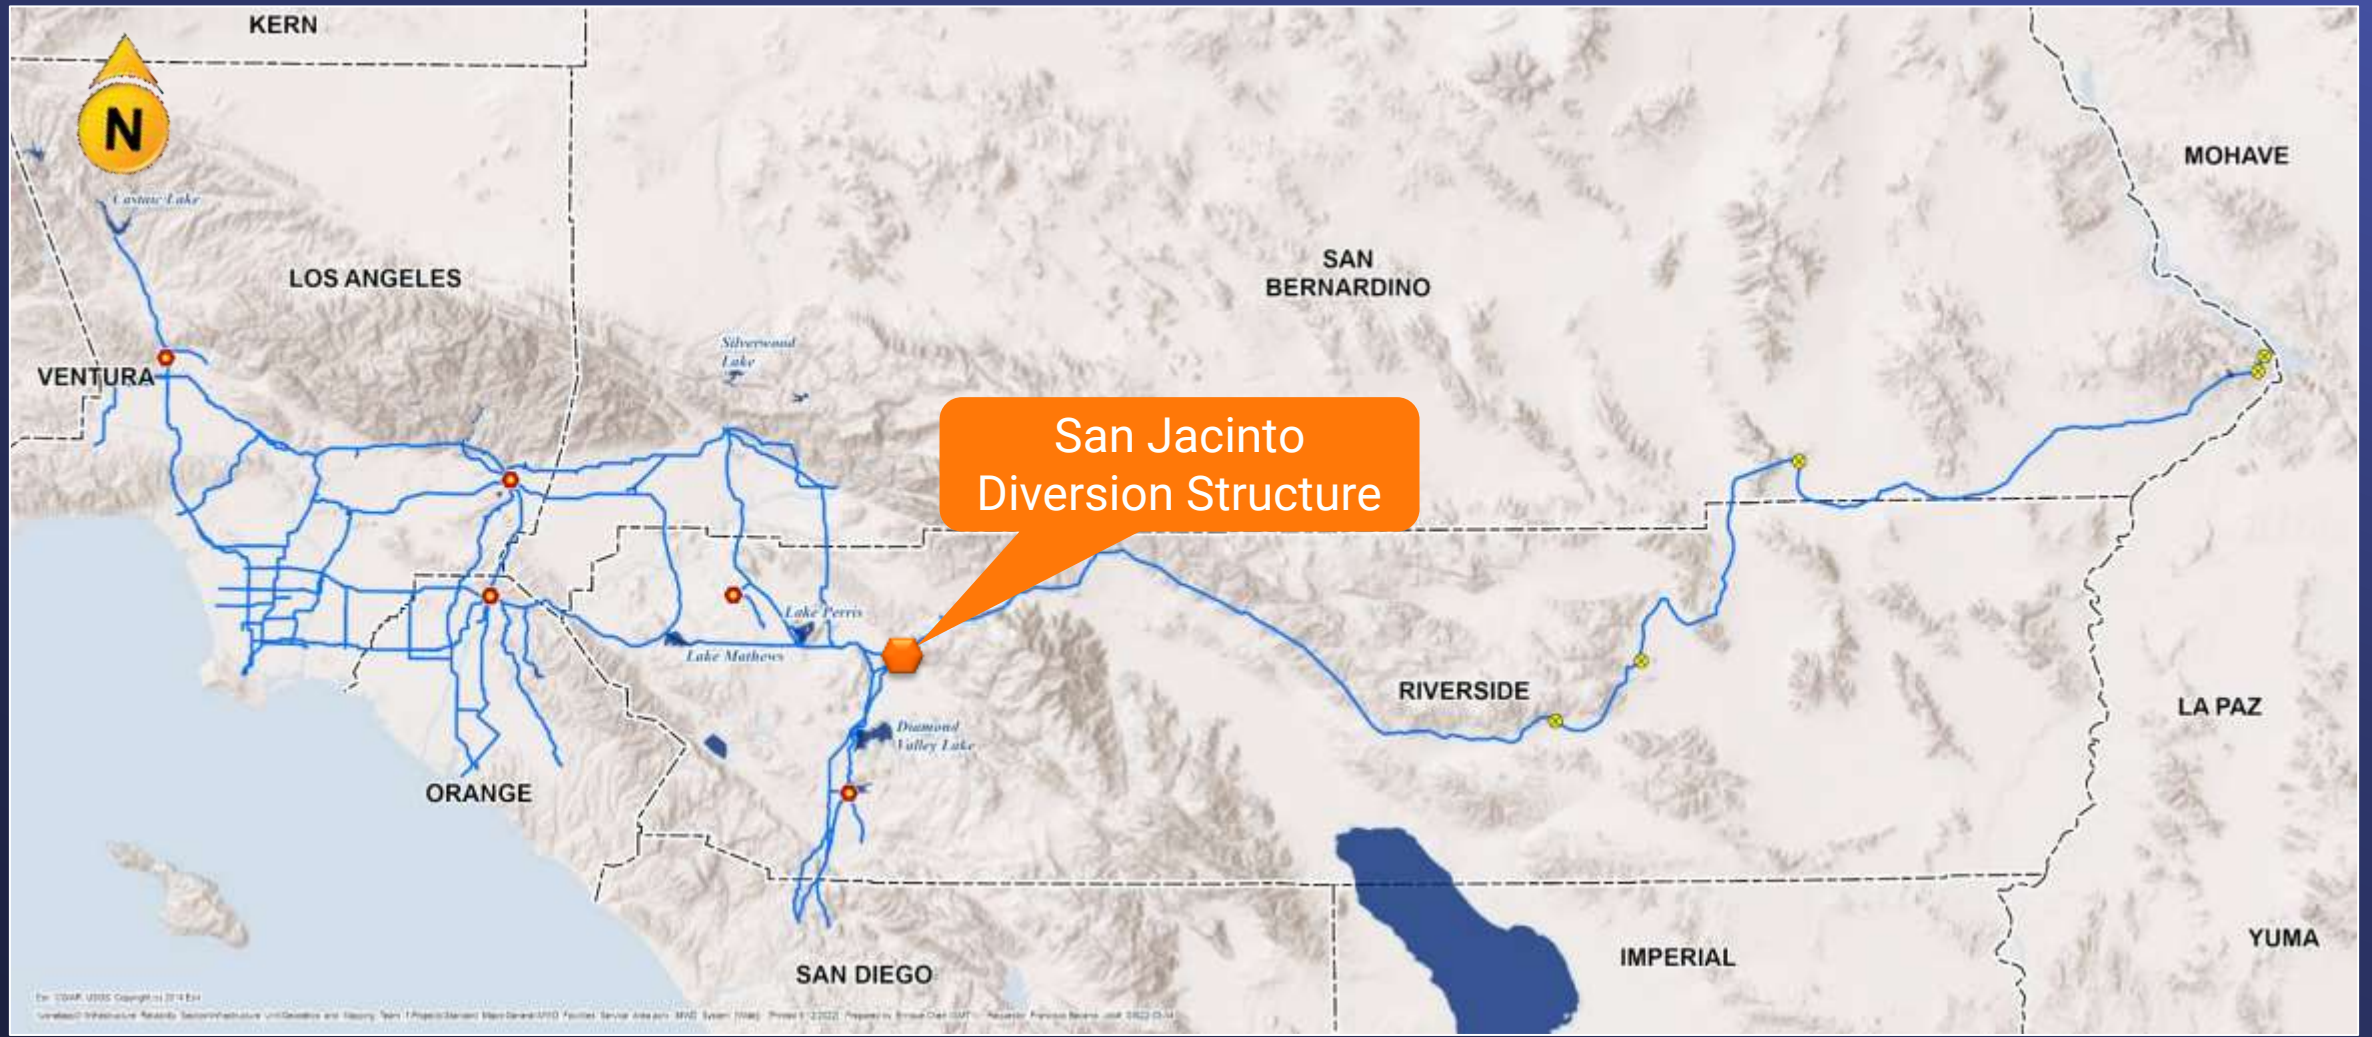 KERN
N
MOHAVE
Castaic Lake
LOS ANGELES
SAN
BERNARDINO
Silverwood
Lake
VENTURA
San Jacinto
Diversion Structure
Lake Perris
Lake Mathews
RIVERSIDE
LA PAZ
Diamond
Valley Lake
ORANGE
YUMA
IMPERIAL
SAN DIEGO